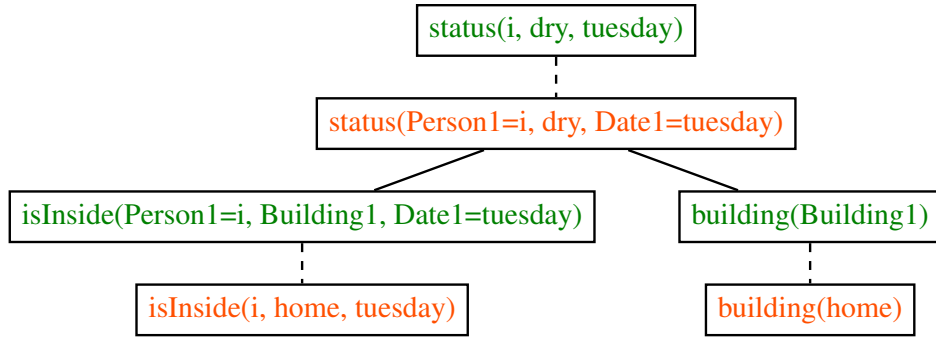 status(i, dry, tuesday)
status(Person1=i, dry, Date1=tuesday)
isInside(Person1=i, Building1, Date1=tuesday)
building(Building1)
isInside(i, home, tuesday)
building(home)